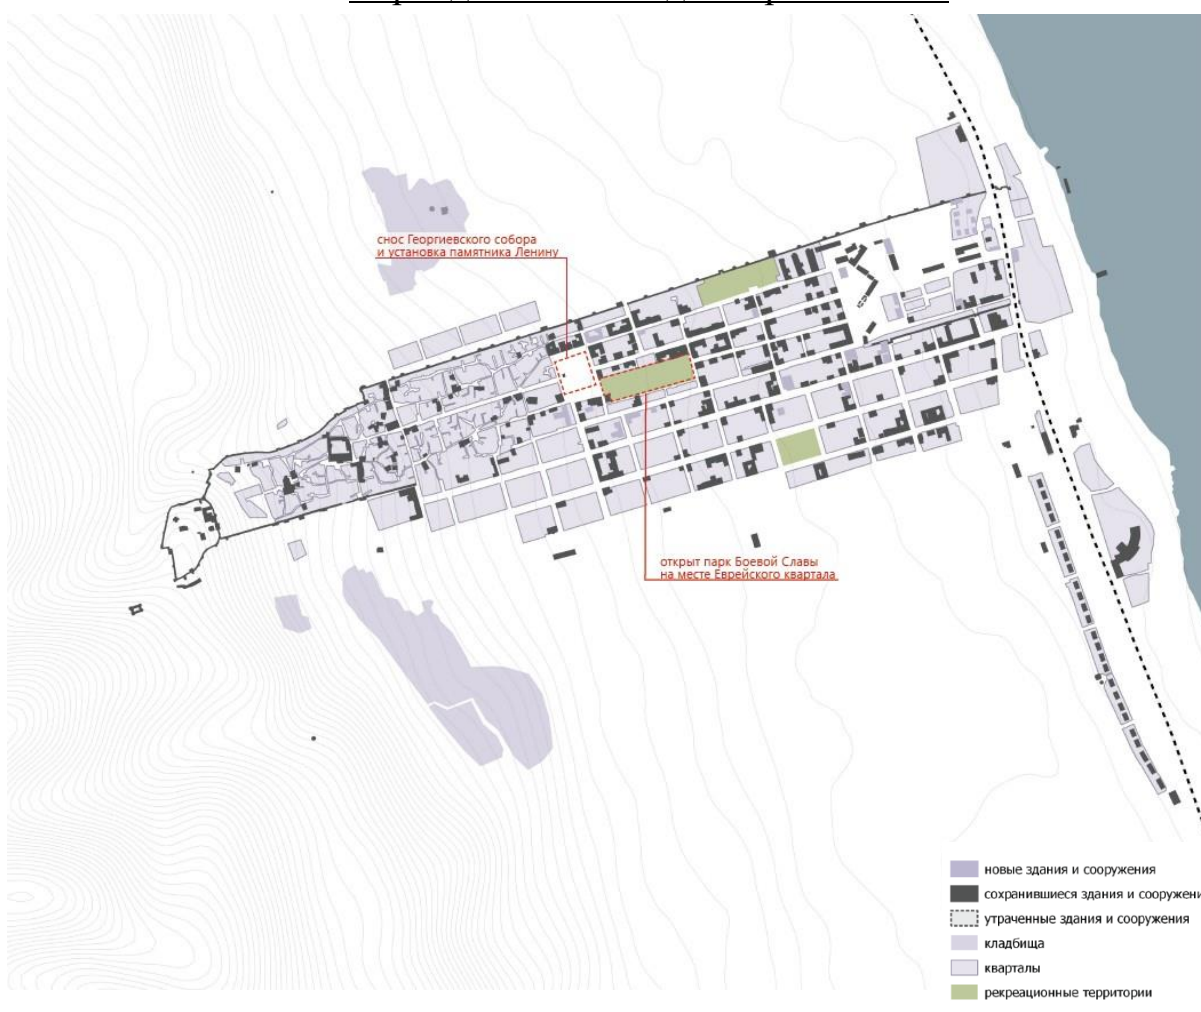 снос Георгиевского собора
и установка памятника Ленину
открыт парк Боевой Славы
на месте Еврейского квартала
новые здания и сооружения
сохранившиеся здания и сооружени
утраченные здания и сооружения
кладбища
кварталы
рекреационные территории